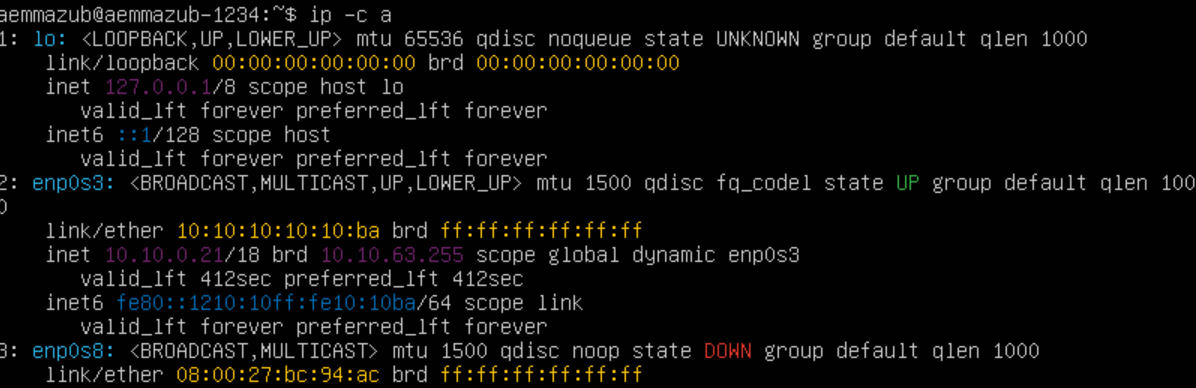 aemmazub@aemmazub-1234:~$ ip -c a
1: lo: <LOOPBACK,UP,LOWER_UP> mtu 65536 qdisc noqueue state UNKNOWN group default qlen 1000
    link/loopback 00:00:00:00:00:00 brd 00:00:00:00:00:00
    inet 127.0.0.1/8 scope host lo
       valid_lft forever preferred_lft forever
    inet6 ::1/128 scope host
       valid_lft forever preferred_lft forever
2: enp0s3: <BROADCAST,MULTICAST,UP,LOWER_UP> mtu 1500 qdisc fq_codel state UP group default qlen 100
0
    link/ether 10:10:10:10:10:ba brd ff:ff:ff:ff:ff:ff
    inet 10.10.0.21/18 brd 10.10.63.255 scope global dynamic enp0s3
       valid_lft 412sec preferred_lft 412sec
    inet6 fe80::1210:10ff:fe10:10ba/64 scope link
       valid_lft forever preferred_lft forever
3: enp0s8: <BROADCAST,MULTICAST> mtu 1500 qdisc noop state DOWN group default qlen 1000
    link/ether 08:00:27:bc:94:ac brd ff:ff:ff:ff:ff:ff